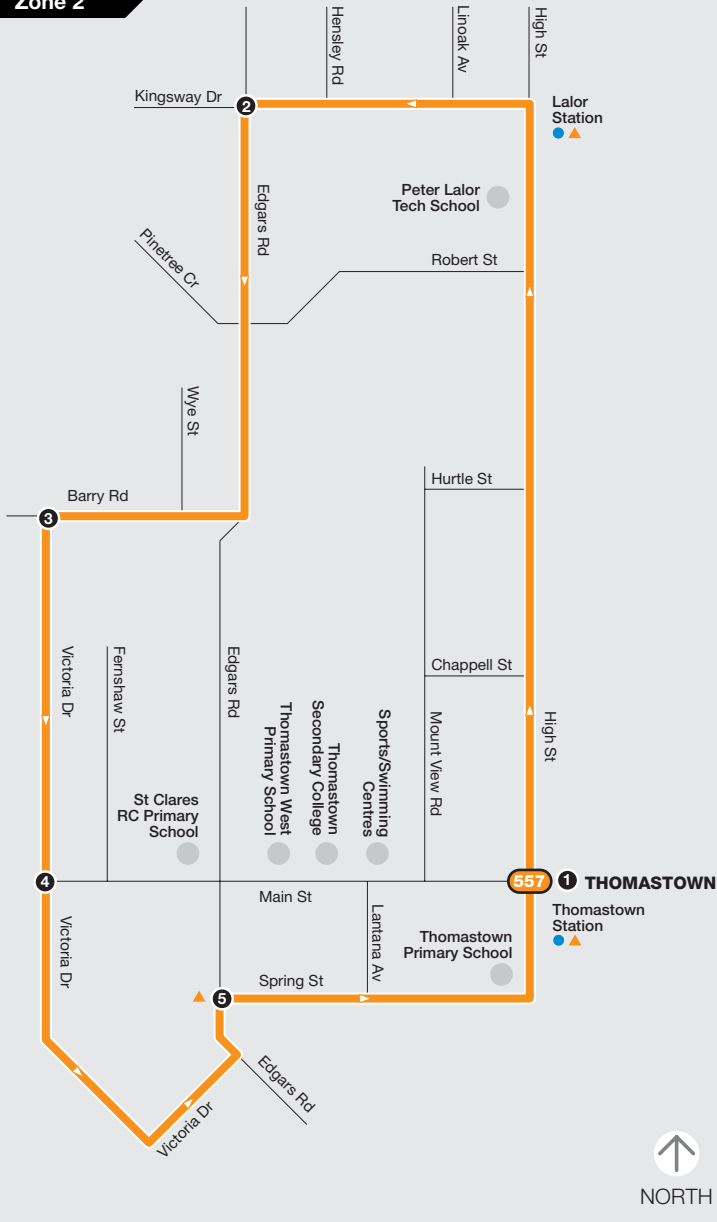 Zone 2
Hensley Rd
Linoak Av
High St
Kingsway Dr
2
Lalor
Station
Peter Lalor
Tech School
Edgars Rd
Pinetree Cr
Robert St
Wye St
Hurtle St
Barry Rd
3
Victoria Dr
Fernshaw St
Edgars Rd
Chappell St
Thomastown West
Primary School
Thomastown
Secondary College
Sports/Swimming
Centres
Mount View Rd
High St
St Clares
RC Primary
School
4
557
1
THOMASTOWN
Main St
Victoria Dr
Lantana Av
Thomastown
Station
Thomastown
Primary School
Spring St
5
Edgars Rd
Victoria Dr
NORTH